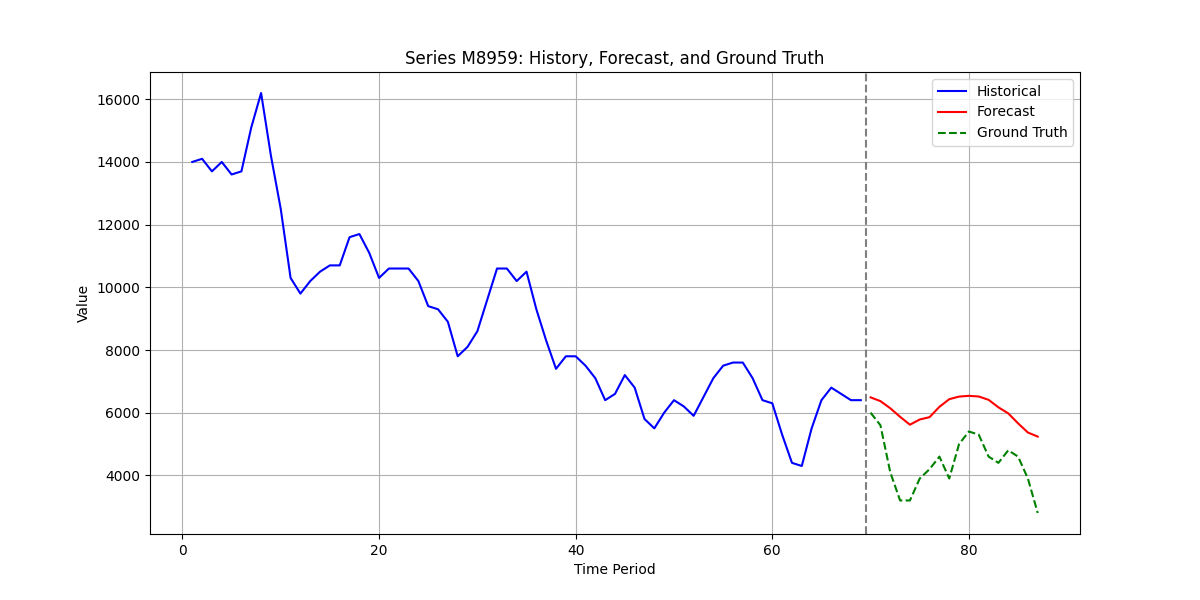 Series M8959: History, Forecast, and Ground Truth
Historical
Forecast
Ground Truth
16000
14000
12000
10000
8000
6000
4000
Value
0
20
40
60
80
Time Period